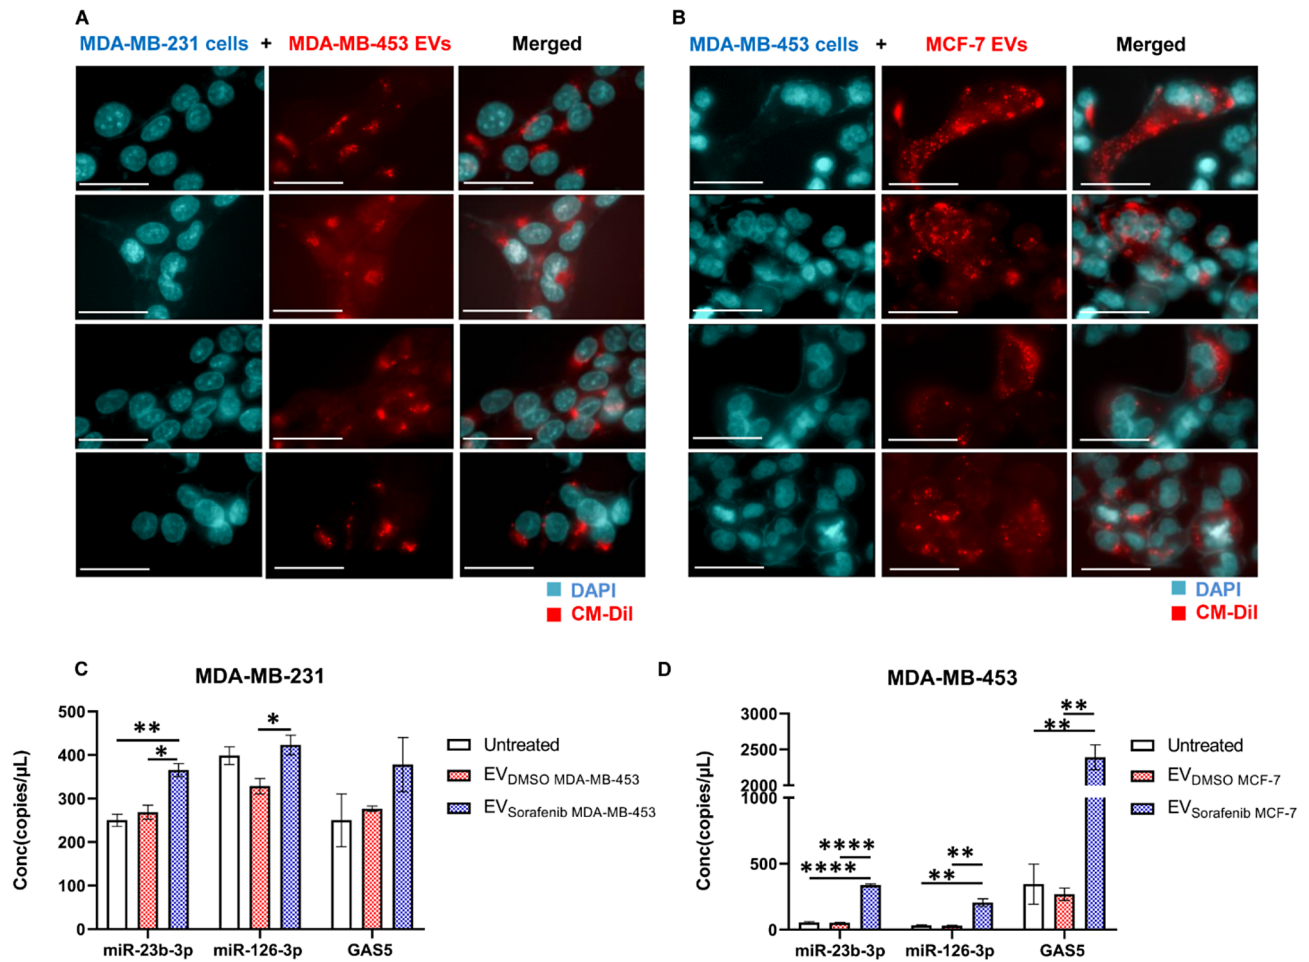 A
MDA-MB-231 cells + MDA-MB-453 EVs Merged
DAPI
CM-Dil
B
MDA-MB-453 cells + MCF-7 EVs Merged
DAPI
CM-Dil
C
MDA-MB-231
Conc(copies/μL)
500
400
300
200
100
0
** * *
miR-23b-3p miR-126-3p GAS5
Untreated
EVDMSO MDA-MB-453
EVSorafenib MDA-MB-453
D
MDA-MB-453
Conc(copies/μL)
3000
2500
2000
1000
500
0
**
**
****
****
**
**
miR-23b-3p miR-126-3p GAS5
Untreated
EVDMSO MCF-7
EVSorafenib MCF-7